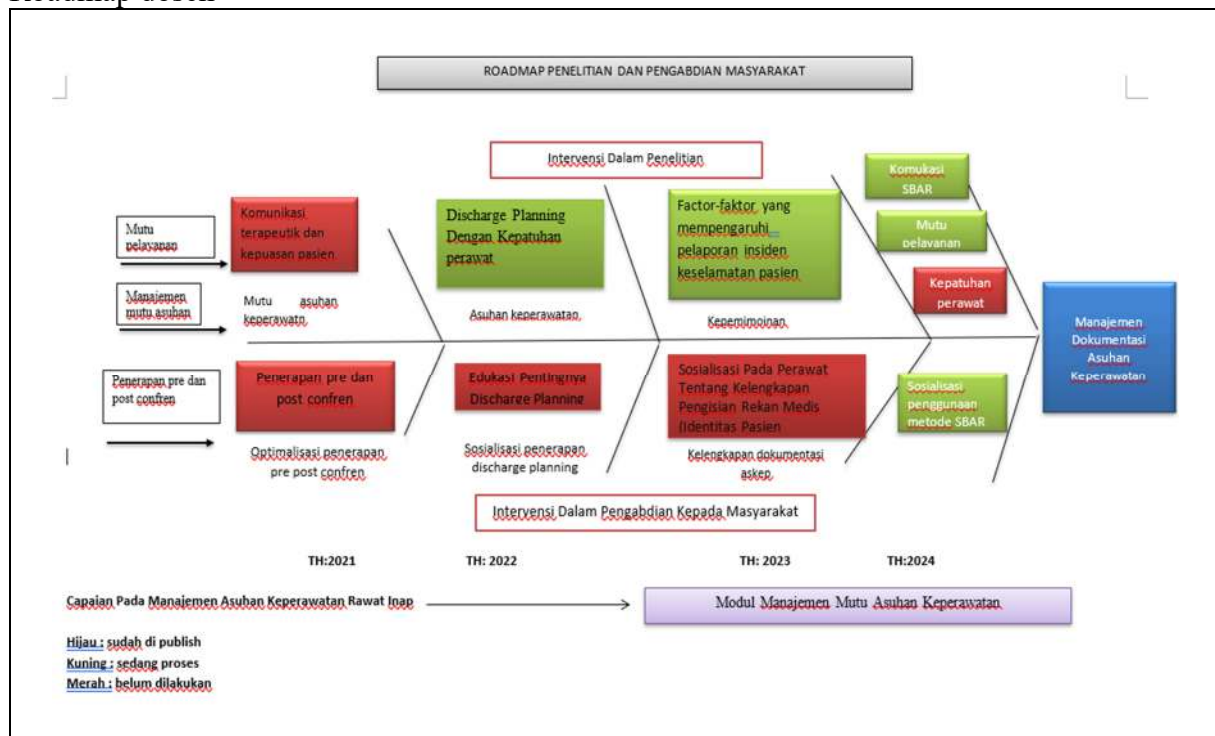 ROADMAP PENELITIAN DAN PENGABDIAN MASYARAKAT
Intervensi Dalam Penelitian
Komukasi
SBAR
Mutu
pelayanan
Kepatuhan
perawat
Mutu
pelayanan
Komunikasi
terapeutik dan
kepuasan pasien
Discharge Planning
Dengan Kepatuhan
perawat
Factor-faktor yang
mempengaruhi
pelaporan insiden
keselamatan pasien
Manajemen
mutu asuhan
Mutu asuhan
keperawatn
Asuhan keperawatan
Kepemimoinan
Manajemen
Dokumentasi
Asuhan
Keperawatan
Penerapan pre dan
post confren
Penerapan pre dan
post confren
Edukasi Pentingnya
Discharge Planning
Sosialisasi Pada Perawat
Tentang Kelengkapan
Pengisian Rekan Medis
(Identitas Pasien
Sosialisasi
penggunaan
metode SBAR
Optimalisasi penerapan
pre post confren
Sosialisasi penerapan
discharge planning
Kelengkapan dokumentasi
askep
Intervensi Dalam Pengabdian Kepada Masyarakat
TH:2021
TH: 2022
TH: 2023
TH:2024
Capaian Pada Manajemen Asuhan Keperawatan Rawat Inap
Modul Manajemen Mutu Asuhan Keperawatan
Hijau : sudah di publish
Kuning : sedang proses
Merah : belum dilakukan